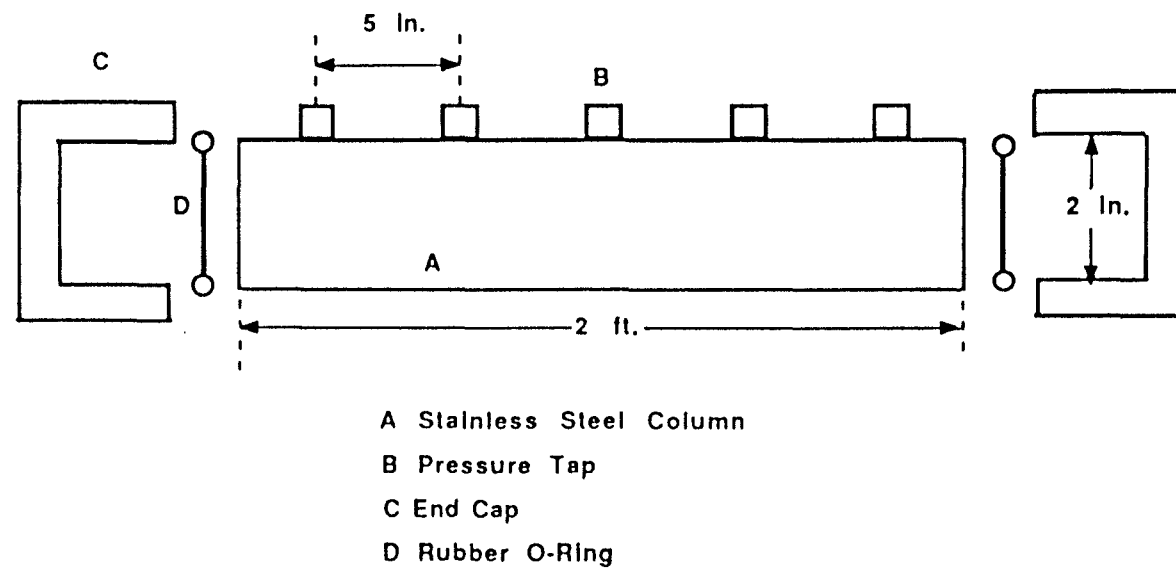 5 In.
C
B
D
2 In.
A
2 ft.
A Stainless Steel Column
B Pressure Tap
C End Cap
D Rubber O-Ring